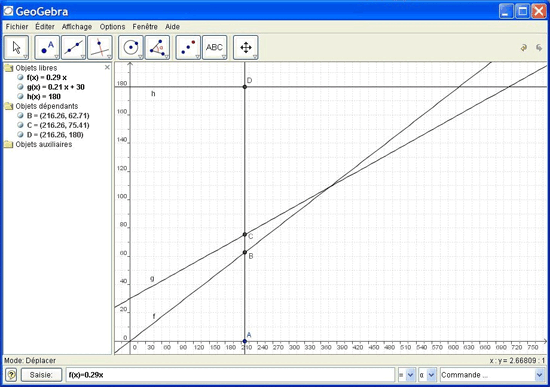 GeoGebra
Fichier Éditer Affichage Options Fenêtre Aide
A
ABC
Objets libres
f(x) = 0.29 x
g(x) = 0.21 x + 30
h(x) = 180
Objets dépendants
B = (216.26, 62.71)
C = (216.26, 75.41)
D = (216.26, 180)
Objets auxiliaires
180
160
140
120
100
80
60
40
20
0
D
h
C
B
g
f
A
0 30 60 90 120 150 180 210 240 270 300 330 360 390 420 450 480 510 540 570 600 630 660 690 720 750
Mode: Déplacer
x : y = 2.66809 : 1
Saisie:
f(x)=0.29x
=
α
Commande ...